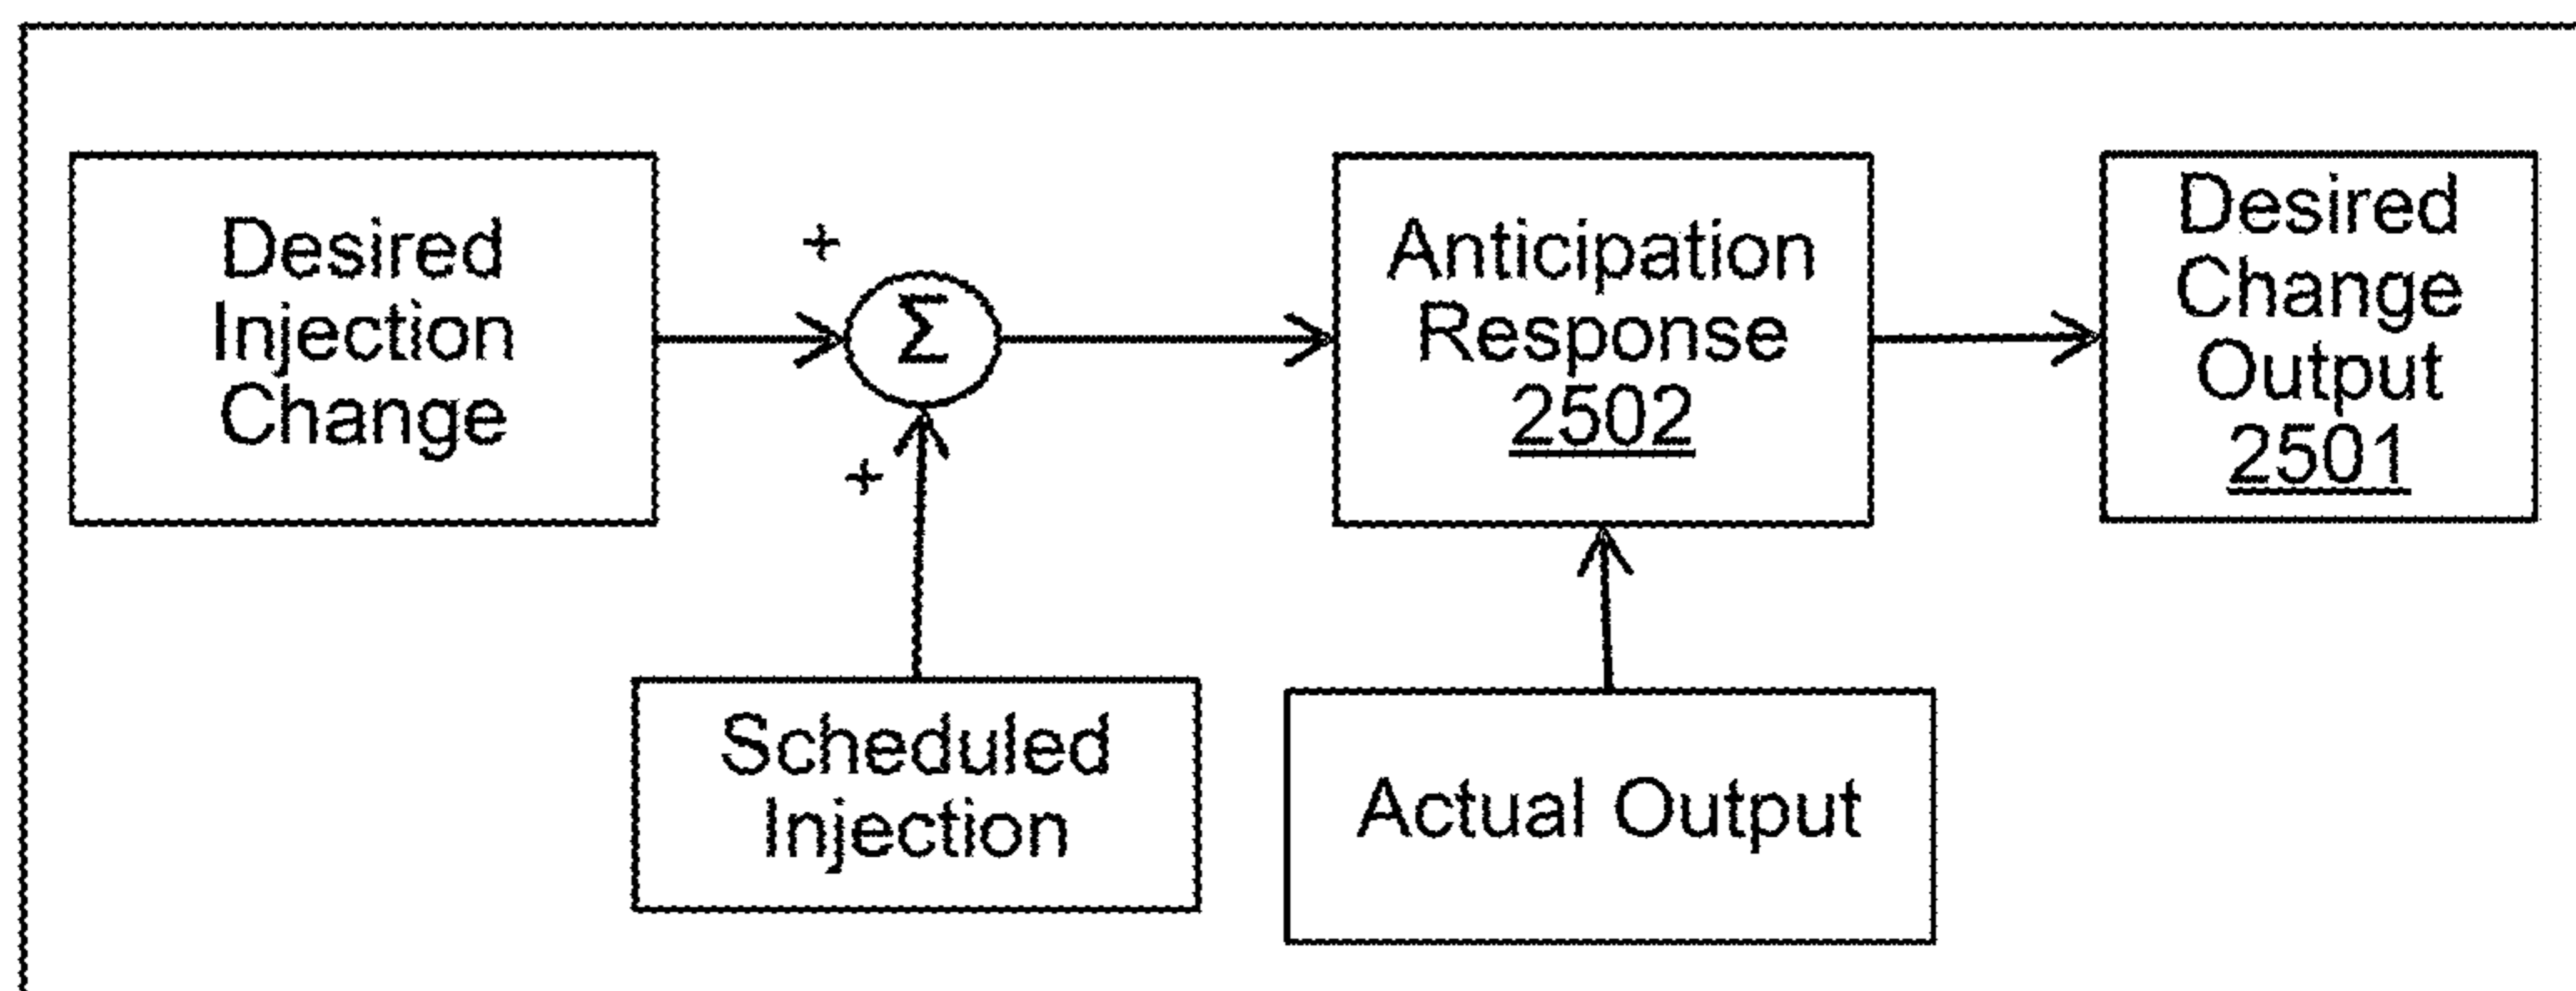 Desired
Injection
Change
+
Σ
+
Anticipation
Response
2502
Desired
Change
Output
2501
Scheduled
Injection
Actual Output